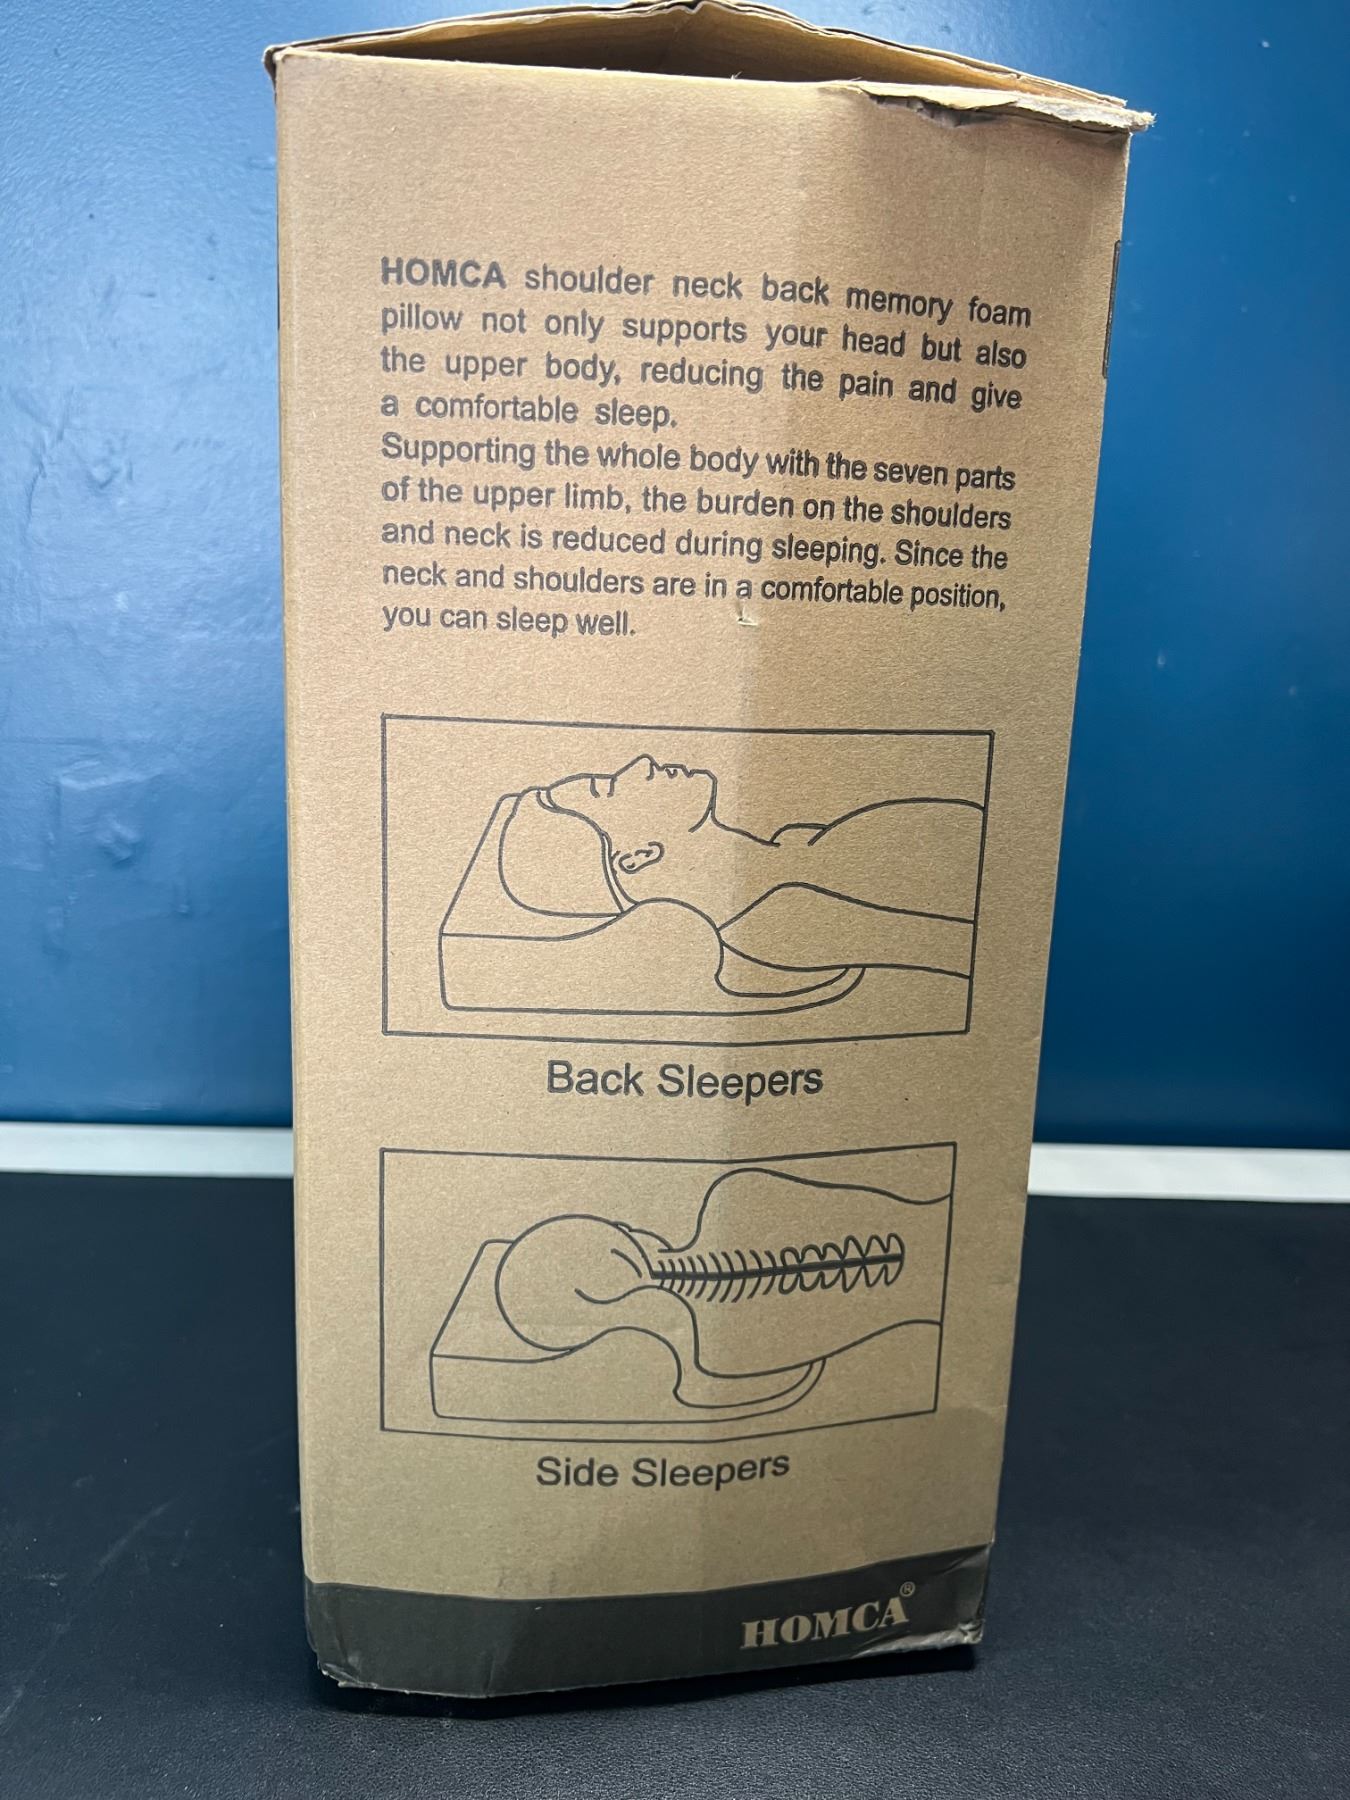 HOMCA shoulder neck back memory foam
pillow not only supports your head but also
the upper body, reducing the pain and give
a comfortable sleep.
Supporting the whole body with the seven parts
of the upper limb, the burden on the shoulders
and neck is reduced during sleeping. Since the
neck and shoulders are in a comfortable position,
you can sleep well.
Back Sleepers
Side Sleepers
HOMCA®